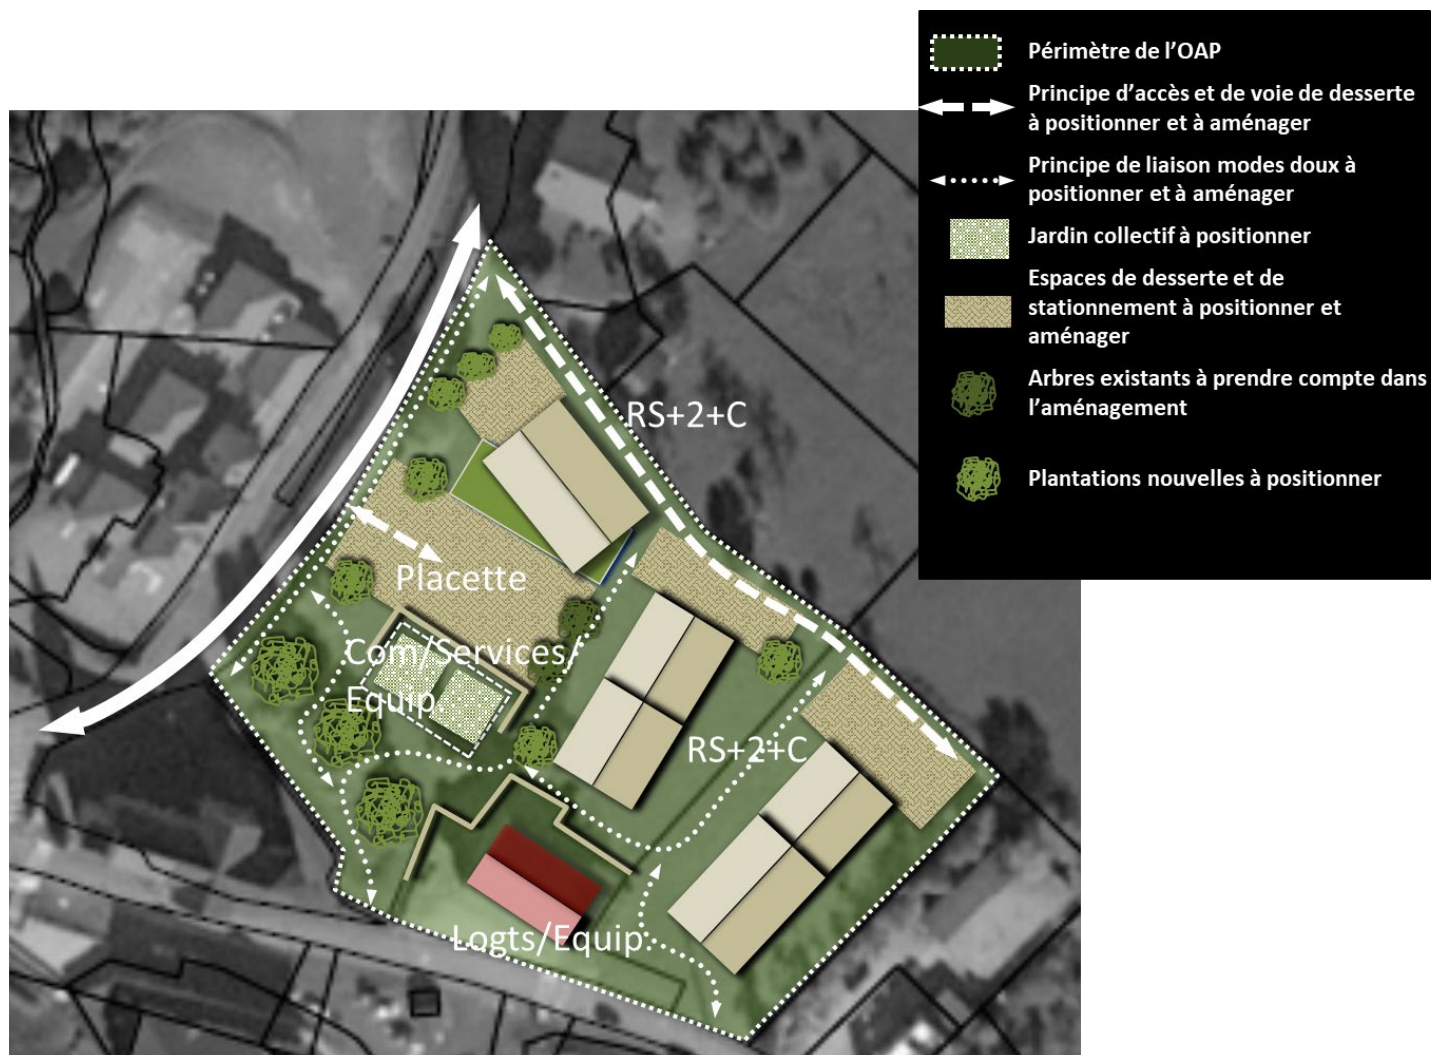 Périmètre de l’OAP
Principe d’accès et de voie de desserte
à positionner et à aménager
Principe de liaison modes doux à
positionner et à aménager
Jardin collectif à positionner
Espaces de desserte et de
stationnement à positionner et
aménager
Arbres existants à prendre compte dans
l’aménagement
Plantations nouvelles à positionner
RS+2+C
Placette
Com/Services/
Equip.
RS+2+C
Logts/Equip.